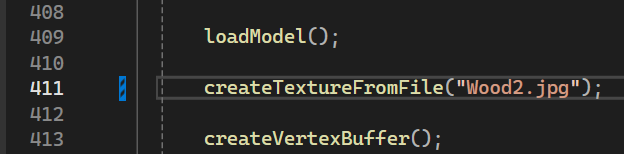 408
409 loadModel();
410
411 createTextureFromFile("Wood2.jpg");
412
413 createVertexBuffer();